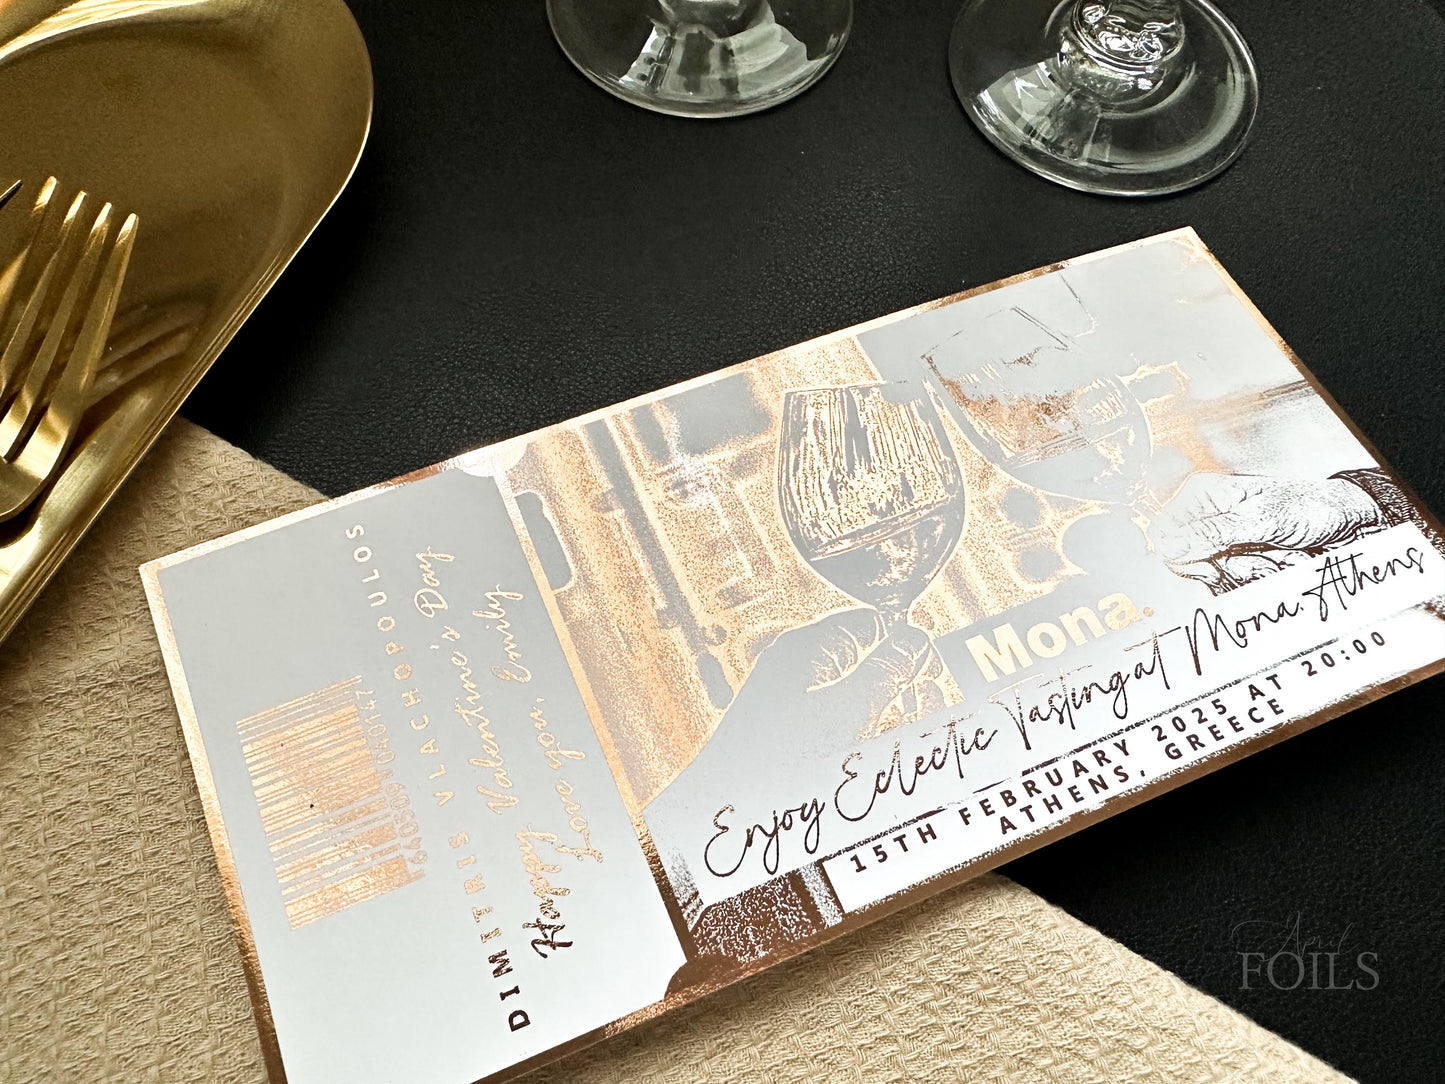 DIMITRIS VLACHOPOULOS
Happy Valentine's Day
Love you, Emily
Mona.
Enjoy Eclectic Tasting at Mona. Athens
15TH FEBRUARY 2025 AT 20:00
ATHENS, GREECE
April
FOILS